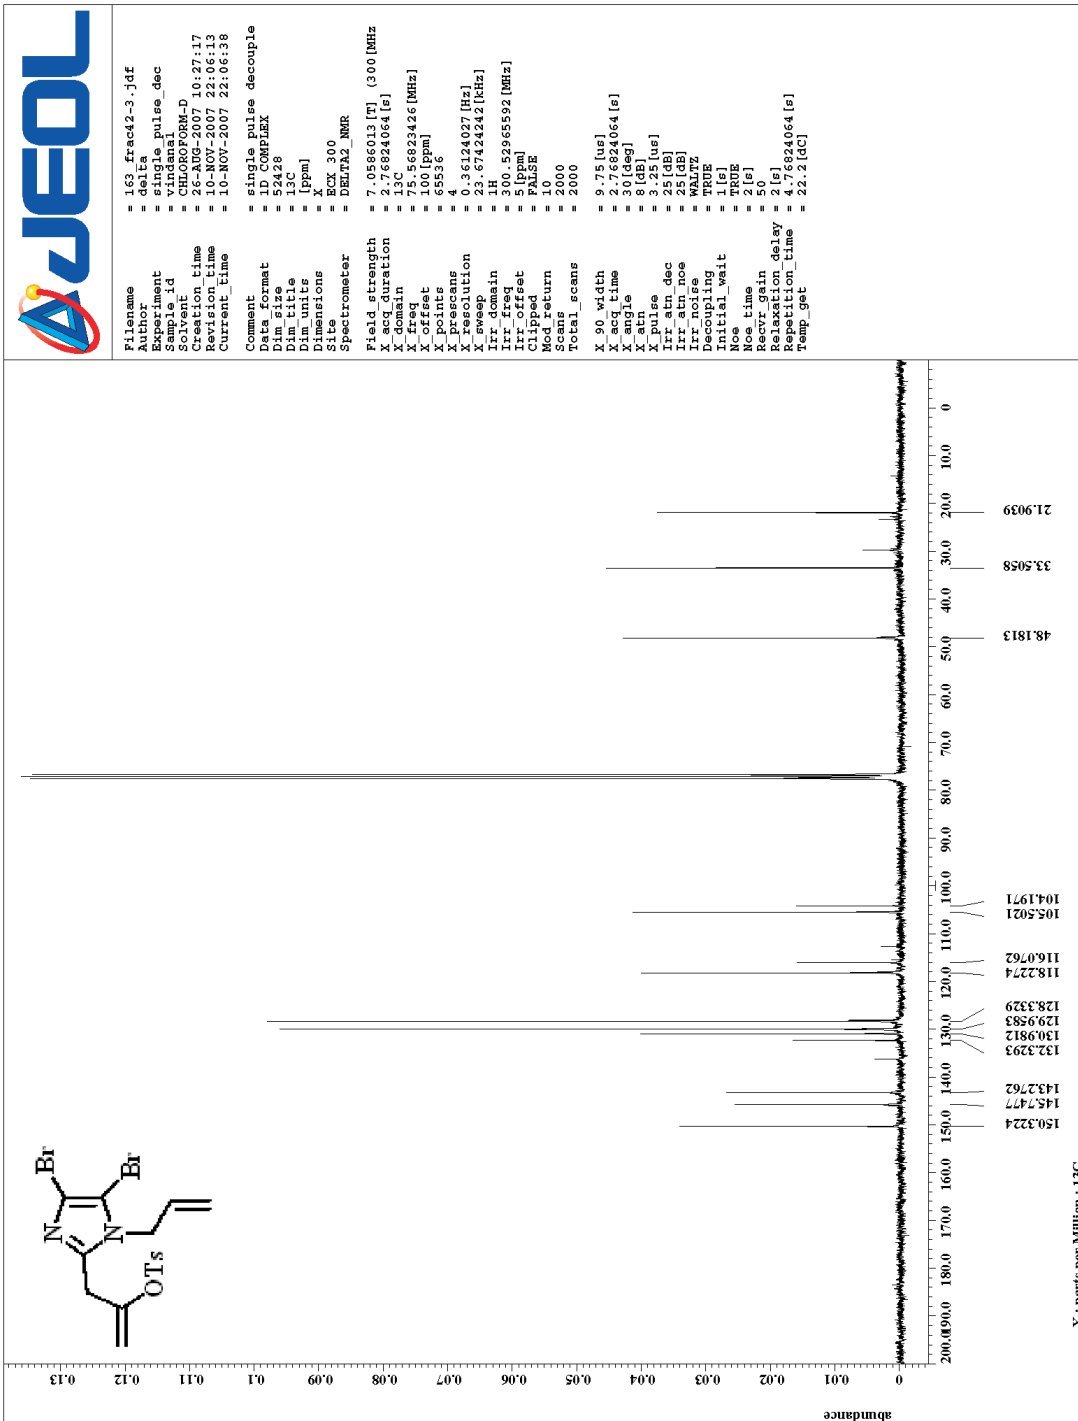 JEOL
Filename = 163_frac42-3.jdf
Author = delta
Experiment = single_pulse_dec
Sample_id = vindanal
Solvent = CHLOROFORM-D
Creation_time = 26-AUG-2007 10:27:17
Revision_time = 10-NOV-2007 22:06:13
Current_time = 10-NOV-2007 22:06:38
Comment = single pulse decouple
Data_format = 1D COMPLEX
Dim_size = 52428
Dim_title = 13C
Dim_units = [ppm]
Dimensions = X
Site = ECX 300
Spectrometer = DELTA2_NMR
Field_strength = 7.0586013[T] (300[MHz
X_acq_duration = 2.76824064[s]
X_domain = 13C
X_freq = 75.56823426[MHz]
X_offset = 100[ppm]
X_points = 65536
X_prescans = 4
X_resolution = 0.36124027[Hz]
X_sweep = 23.67424242[kHz]
Irr_domain = 1H
Irr_freq = 300.52965592[MHz]
Irr_offset = 5[ppm]
Clipped = FALSE
Mod_return = 10
Scans = 2000
Total_scans = 2000
X_90_width = 9.75[us]
X_acq_time = 2.76824064[s]
X_angle = 30[deg]
X_atn = 8[dB]
X_pulse = 3.25[us]
Irr_atn_dec = 25[dB]
Irr_atn_noe = 25[dB]
Irr_noise = WALTZ
Decoupling = TRUE
Initial_wait = 1[s]
Noe = TRUE
Noe_time = 2[s]
Recvr_gain = 50
Relaxation_delay = 2[s]
Repetition_time = 4.76824064[s]
Temp_get = 22.2[dC]
Br
Br
N
N
OTs
abundance
0 0.01 0.02 0.03 0.04 0.05 0.06 0.07 0.08 0.09 0.1 0.11 0.12 0.13
200.0 190.0 180.0 170.0 160.0 150.0 140.0 130.0 120.0 110.0 100.0 90.0 80.0 70.0 60.0 50.0 40.0 30.0 20.0 10.0 0
150.3224
145.7477
143.2762
132.3293
130.9812
129.9583
128.3329
118.2274
116.0762
105.5021
104.1971
48.1813
33.5058
21.9039
X : parts per Million : 13C